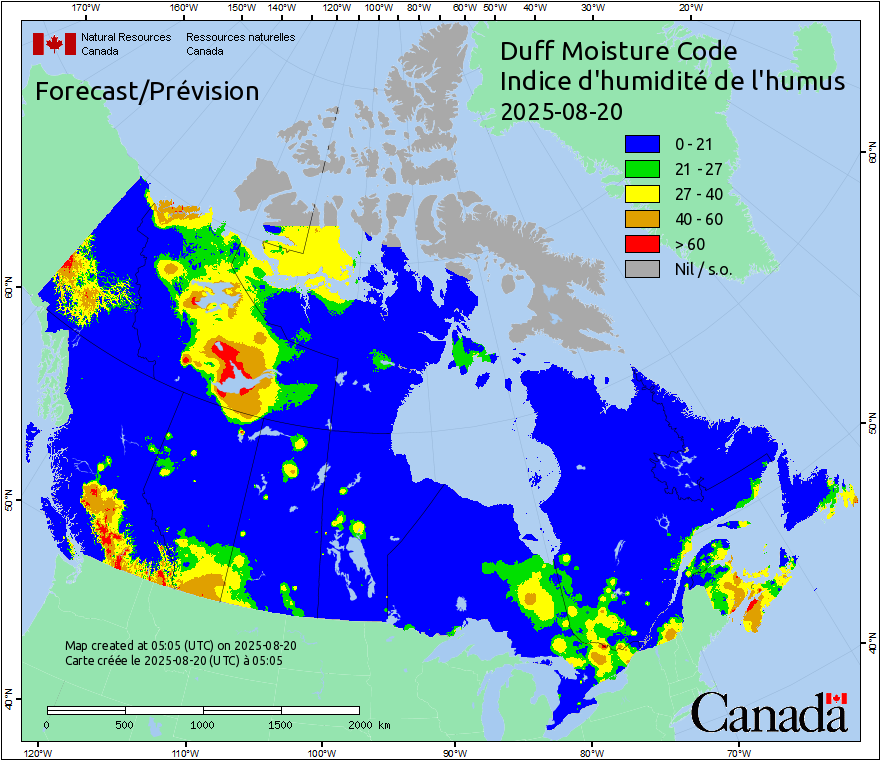 170°W 160°W 150°W 140°W 120°W 100°W 80°W 60°W 50°W 40°W 30°W 20°W
Natural Resources Ressources naturelles
Canada Canada
Forecast/Prévision
Duff Moisture Code
Indice d'humidité de l'humus
2025-08-20
0 - 21
21 - 27
27 - 40
40 - 60
> 60
Nil / s.o.
60°N
60°N
50°N
50°N
40°N
40°N
Map created at 05:05 (UTC) on 2025-08-20
Carte créée le 2025-08-20 (UTC) à 05:05
0 500 1000 1500 2000 km
Canada
120°W 110°W 100°W 90°W 80°W 70°W